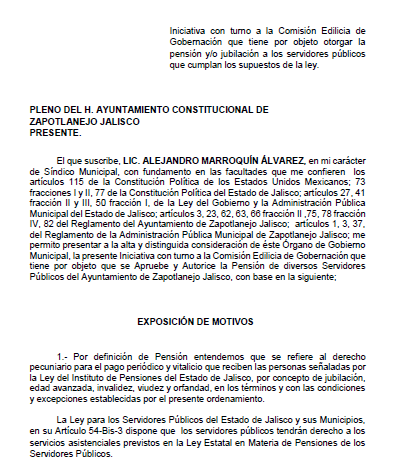 Iniciativa con turno a la Comisión Edilicia de
Gobernación que tiene por objeto otorgar la
pensión y/o jubilación a los servidores públicos
que cumplan los supuestos de la ley.
PLENO DEL H. AYUNTAMIENTO CONSTITUCIONAL DE
ZAPOTLANEJO JALISCO
PRESENTE.
El que suscribe, LIC. ALEJANDRO MARROQUÍN ÁLVAREZ, en mi carácter
de Síndico Municipal, con fundamento en las facultades que me confieren los
artículos 115 de la Constitución Política de los Estados Unidos Mexicanos; 73
fracciones I y II, 77 de la Constitución Política del Estado de Jalisco; artículos 27, 41
fracción II y III, 50 fracción I, de la Ley del Gobierno y la Administración Pública
Municipal del Estado de Jalisco; artículos 3, 23, 62, 63, 66 fracción II ,75, 78 fracción
IV, 82 del Reglamento del Ayuntamiento de Zapotlanejo Jalisco; artículos 1, 3, 37,
del Reglamento de la Administración Pública Municipal de Zapotlanejo Jalisco; me
permito presentar a la alta y distinguida consideración de éste Órgano de Gobierno
Municipal, la presente Iniciativa con turno a la Comisión Edilicia de Gobernación que
tiene por objeto que se Apruebe y Autorice la Pensión de diversos Servidores
Públicos del Ayuntamiento de Zapotlanejo Jalisco, con base en la siguiente;
EXPOSICIÓN DE MOTIVOS
1.- Por definición de Pensión entendemos que se refiere al derecho
pecuniario para el pago periódico y vitalicio que reciben las personas señaladas por
la Ley del Instituto de Pensiones del Estado de Jalisco, por concepto de jubilación,
edad avanzada, invalidez, viudez y orfandad, en los términos y con las condiciones
y excepciones establecidas por el presente ordenamiento.
La Ley para los Servidores Públicos del Estado de Jalisco y sus Municipios,
en su Artículo 54-Bis-3 dispone que los servidores públicos tendrán derecho a los
servicios asistenciales previstos en la Ley Estatal en Materia de Pensiones de los
Servidores Públicos.